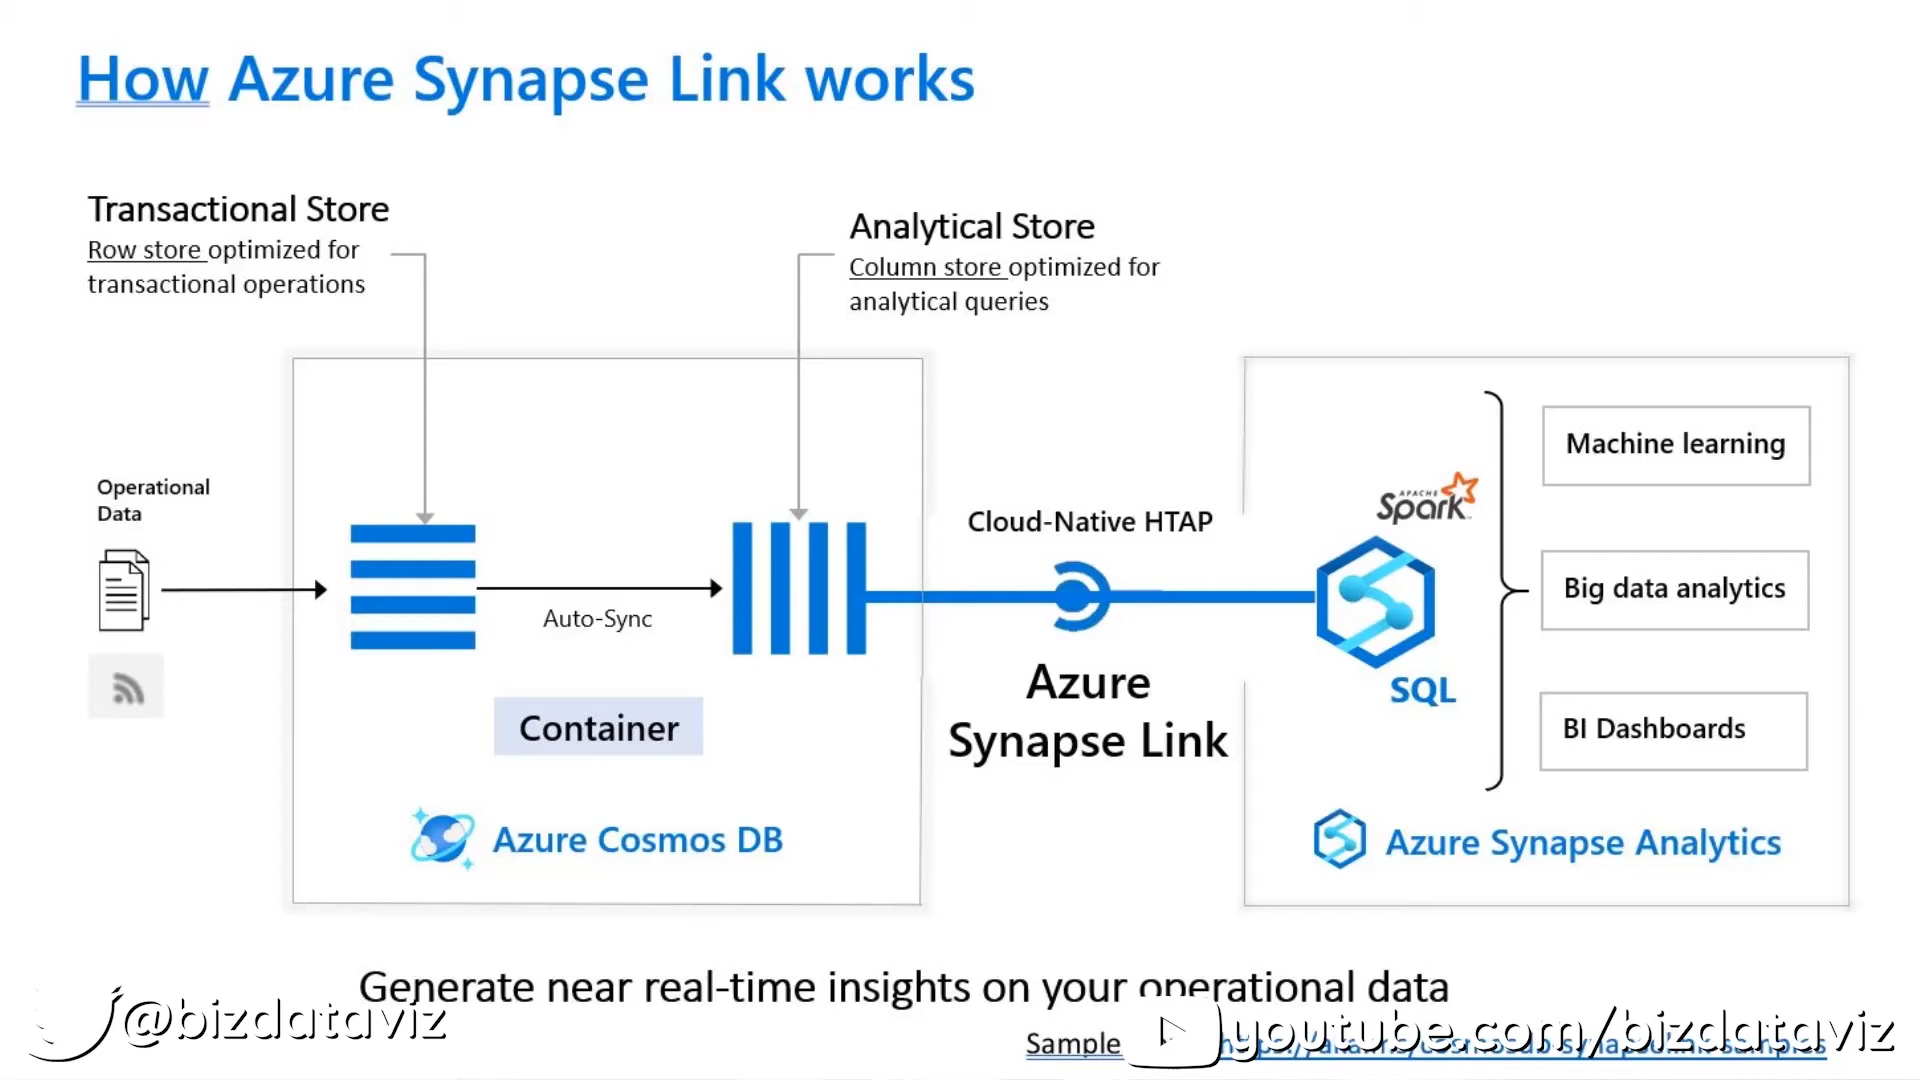 How Azure Synapse Link works
Transactional Store
Row store optimized for
transactional operations
Analytical Store
Column store optimized for
analytical queries
Operational
Data
Auto-Sync
Container
Azure Cosmos DB
Cloud-Native HTAP
Azure
Synapse Link
APACHE
Spark
SQL
Machine learning
Big data analytics
BI Dashboards
Azure Synapse Analytics
Generate near real-time insights on your operational data
@bizdataviz
Sample
youtube.com/bizdataviz